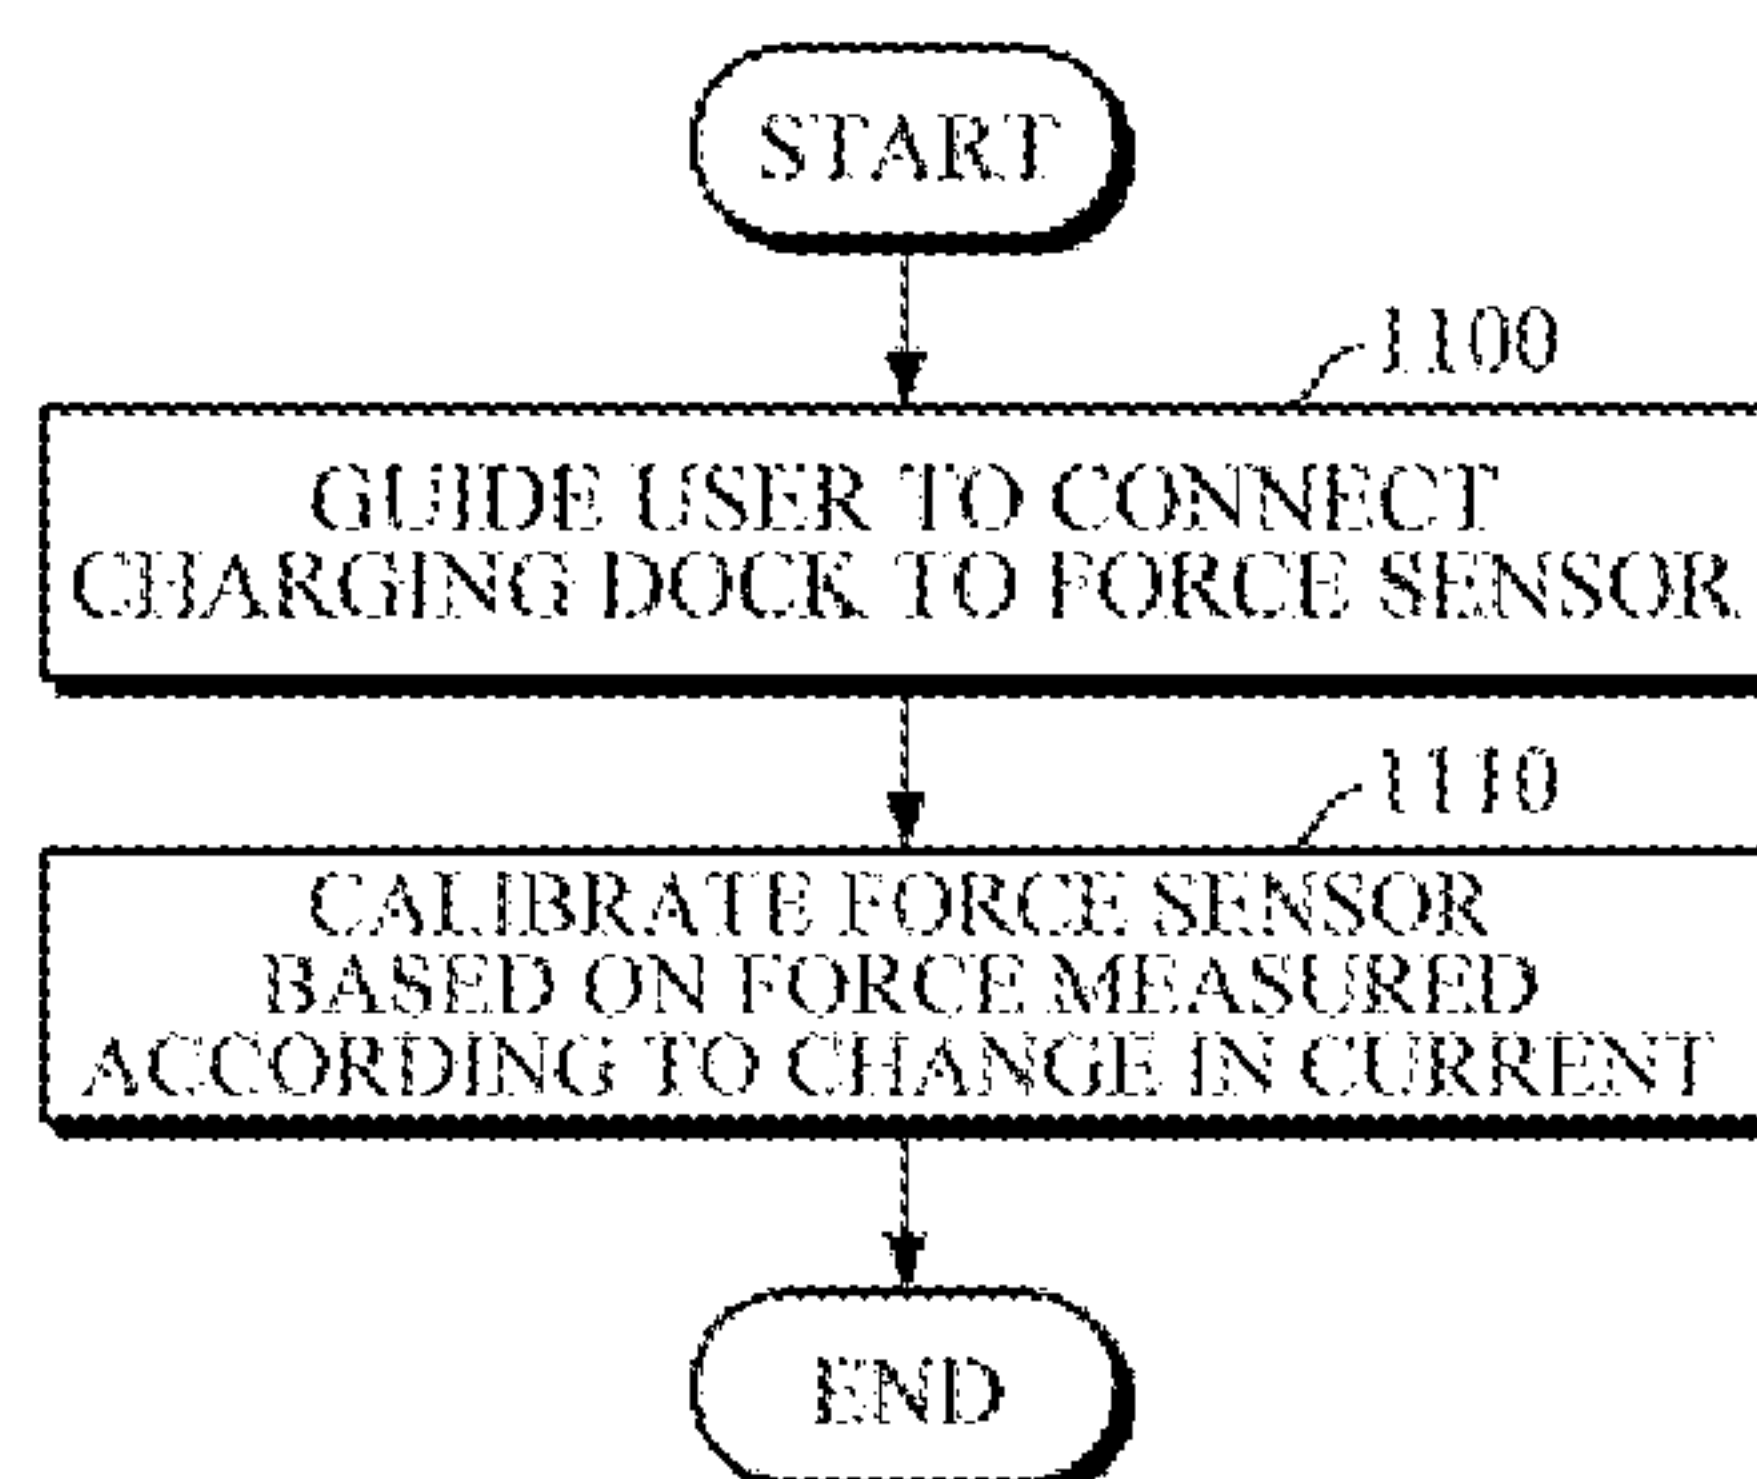 START
1100
GUIDE USER TO CONNECT
CHARGING DOCK TO FORCE SENSOR
1110
CALIBRATE FORCE SENSOR
BASED ON FORCE MEASURED
ACCORDING TO CHANGE IN CURRENT
END